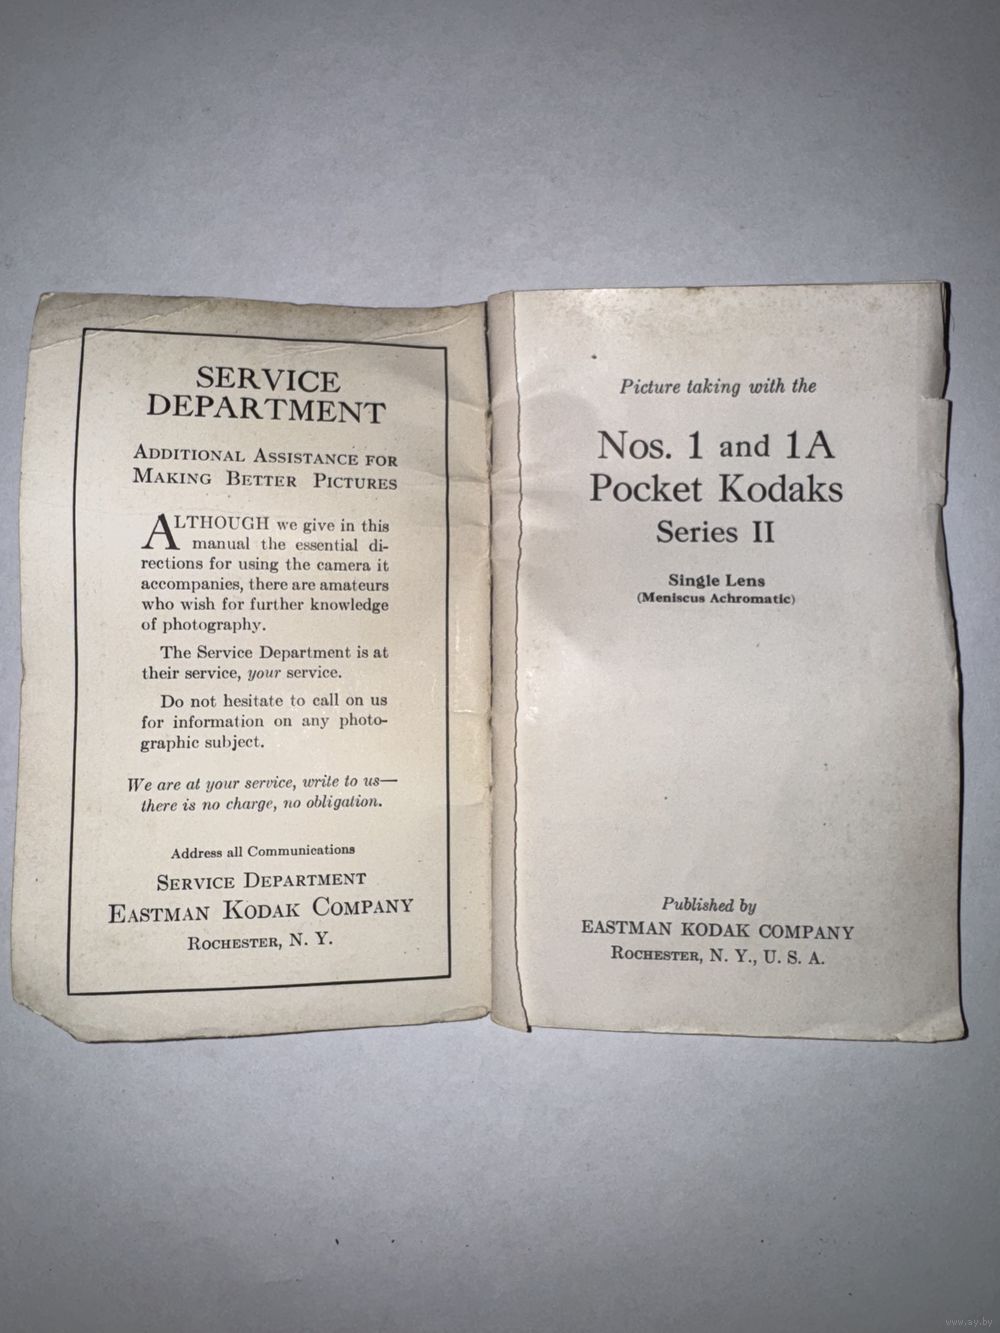 SERVICE
DEPARTMENT
ADDITIONAL ASSISTANCE FOR
MAKING BETTER PICTURES
ALTHOUGH we give in this
manual the essential di-
rections for using the camera it
accompanies, there are amateurs
who wish for further knowledge
of photography.
The Service Department is at
their service, your service.
Do not hesitate to call on us
for information on any photo-
graphic subject.
We are at your service, write to us—
there is no charge, no obligation.
Address all Communications
SERVICE DEPARTMENT
EASTMAN KODAK COMPANY
ROCHESTER, N. Y.
Picture taking with the
Nos. 1 and 1A
Pocket Kodaks
Series II
Single Lens
(Meniscus Achromatic)
Published by
EASTMAN KODAK COMPANY
ROCHESTER, N. Y., U. S. A.
www.ay.by